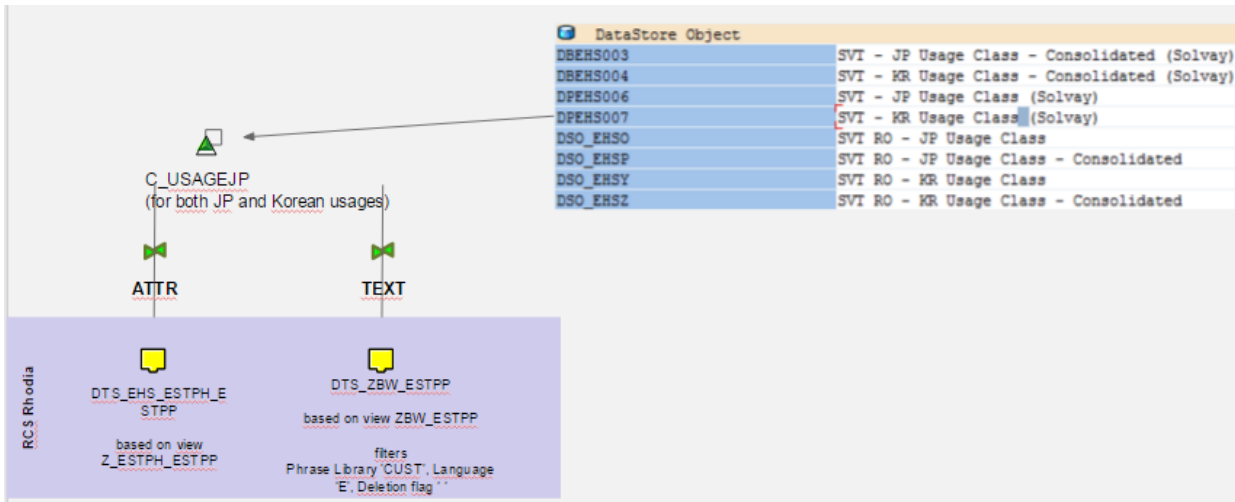 DataStore Object
DBEHS003 SVT - JP Usage Class - Consolidated (Solvay)
DBEHS004 SVT - KR Usage Class - Consolidated (Solvay)
DPEHS006 SVT - JP Usage Class (Solvay)
DPEHS007 SVT - KR Usage Class (Solvay)
DSO_EHSO SVT RO - JP Usage Class
DSO_EHSP SVT RO - JP Usage Class - Consolidated
DSO_EHSY SVT RO - KR Usage Class
DSO_EHSZ SVT RO - KR Usage Class - Consolidated
C_USAGEJP
(for both JP and Korean usages)
ATTR
TEXT
RCS Rhodia
DTS_EHS_ESTPH_E
STPP
based on view
Z_ESTPH_ESTPP
DTS_ZBW_ESTPP
based on view ZBW_ESTPP
filters
Phrase Library 'CUST', Language
'E', Deletion flag ' '